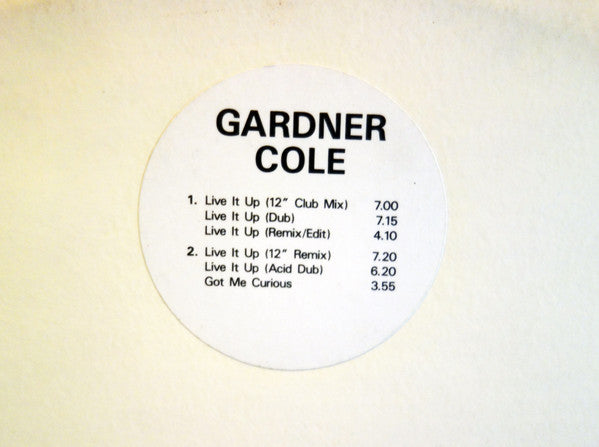 GARDNER
COLE
1. Live It Up (12" Club Mix) 7.00
Live It Up (Dub) 7.15
Live It Up (Remix/Edit) 4.10
2. Live It Up (12" Remix) 7.20
Live It Up (Acid Dub) 6.20
Got Me Curious 3.55